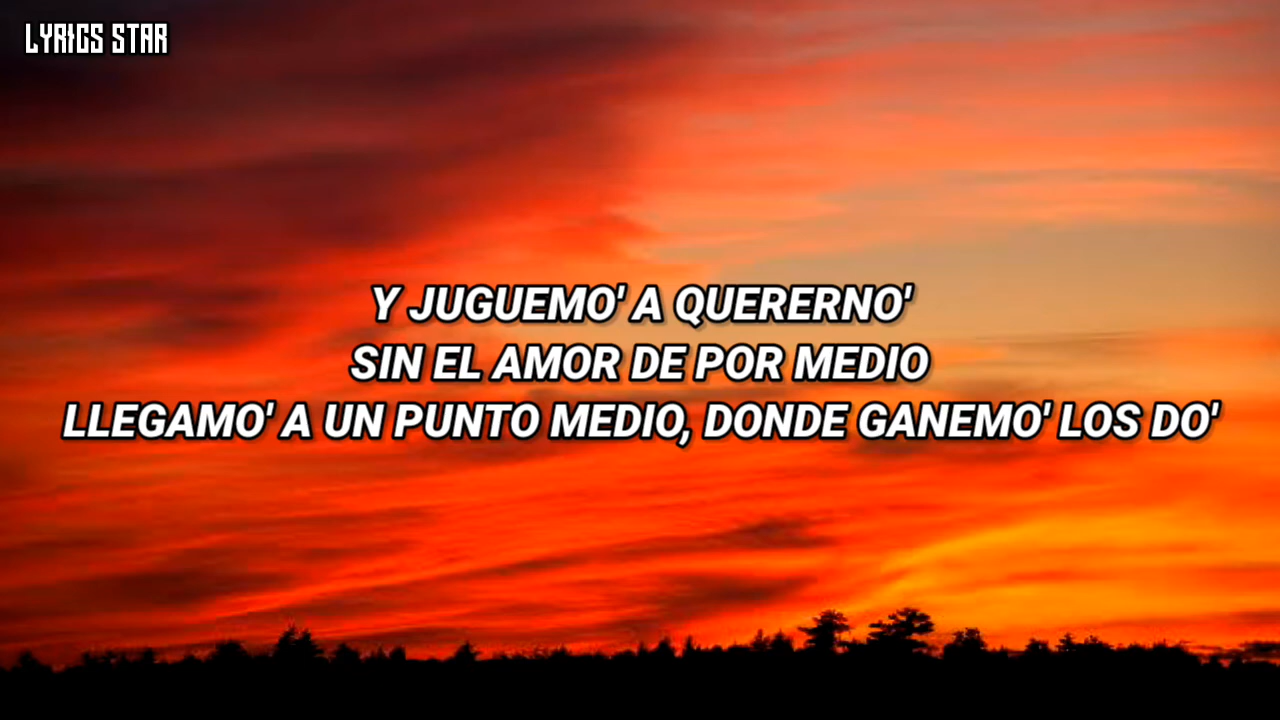 LYRICS STAR
Y JUGUEMO' A QUERERNO'
SIN EL AMOR DE POR MEDIO
LLEGAMO' A UN PUNTO MEDIO, DONDE GANEMO' LOS DO'